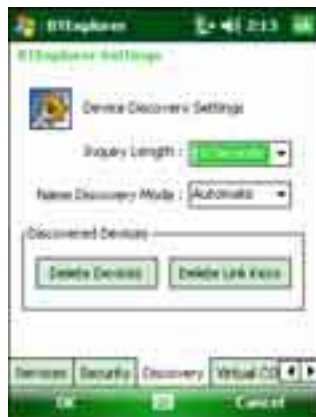 BTExplorer 2:13
BTExplorer Settings
Device Discovery Settings
Inquiry Length :
Name Discovery Mode : Automatic
Discovered Devices
Delete Devices Delete Link Keys
Services Security Discovery Virtual CO
OK Cancel